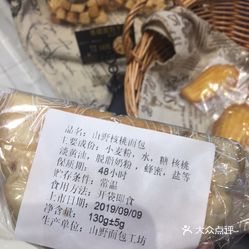 品名：山野核桃面包
主要成份：小麦粉，水，糖核桃
淡黄油，脱脂奶粉，蜂蜜，盐等
保质期：48小时
贮存条件：常温
食用方法：开袋即食
上市日期：2019/09/09
净含量：130g±5g
生产单位：山野面包工坊
大众点评